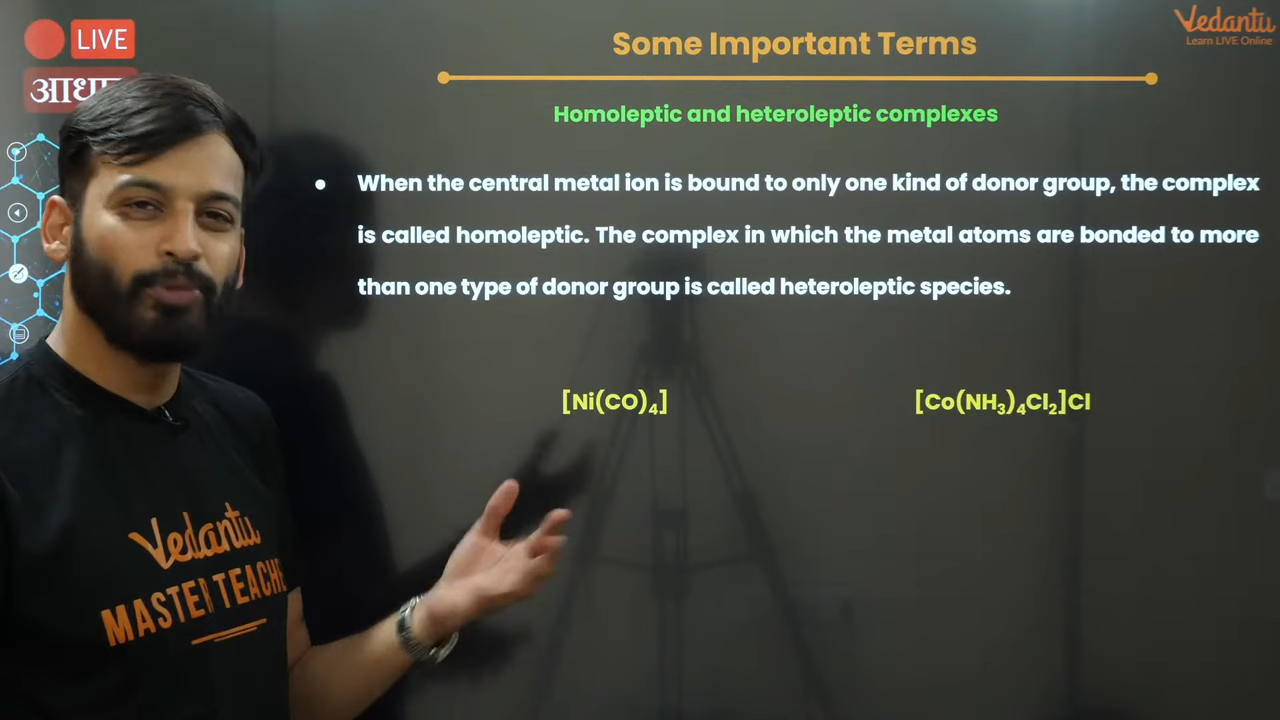 LIVE
Vedantu
Learn LIVE Online
Some Important Terms
Homoleptic and heteroleptic complexes
• When the central metal ion is bound to only one kind of donor group, the complex
is called homoleptic. The complex in which the metal atoms are bonded to more
than one type of donor group is called heteroleptic species.
[Ni(CO)₄] [Co(NH₃)₄Cl₂]Cl
Vedantu
MASTER